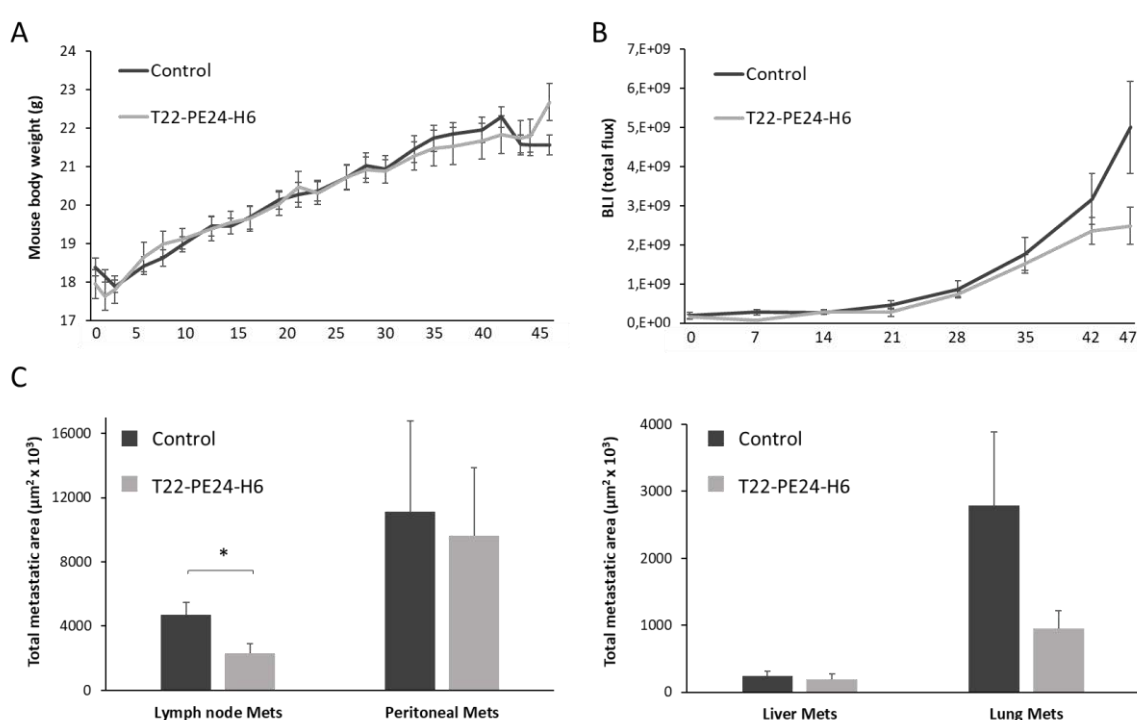 A
Mouse body weight (g)
24
23
22
21
20
19
18
17
Control
T22-PE24-H6
0 5 10 15 20 25 30 35 40 45
B
BLI (total flux)
7,E+09
6,E+09
5,E+09
4,E+09
3,E+09
2,E+09
1,E+09
0,E+00
Control
T22-PE24-H6
0 7 14 21 28 35 42 47
C
Total metastatic area (µm² x 10³)
16000
12000
8000
4000
0
Control
T22-PE24-H6
*
Lymph node Mets Peritoneal Mets
Total metastatic area (µm² x 10³)
4000
3000
2000
1000
0
Control
T22-PE24-H6
Liver Mets Lung Mets